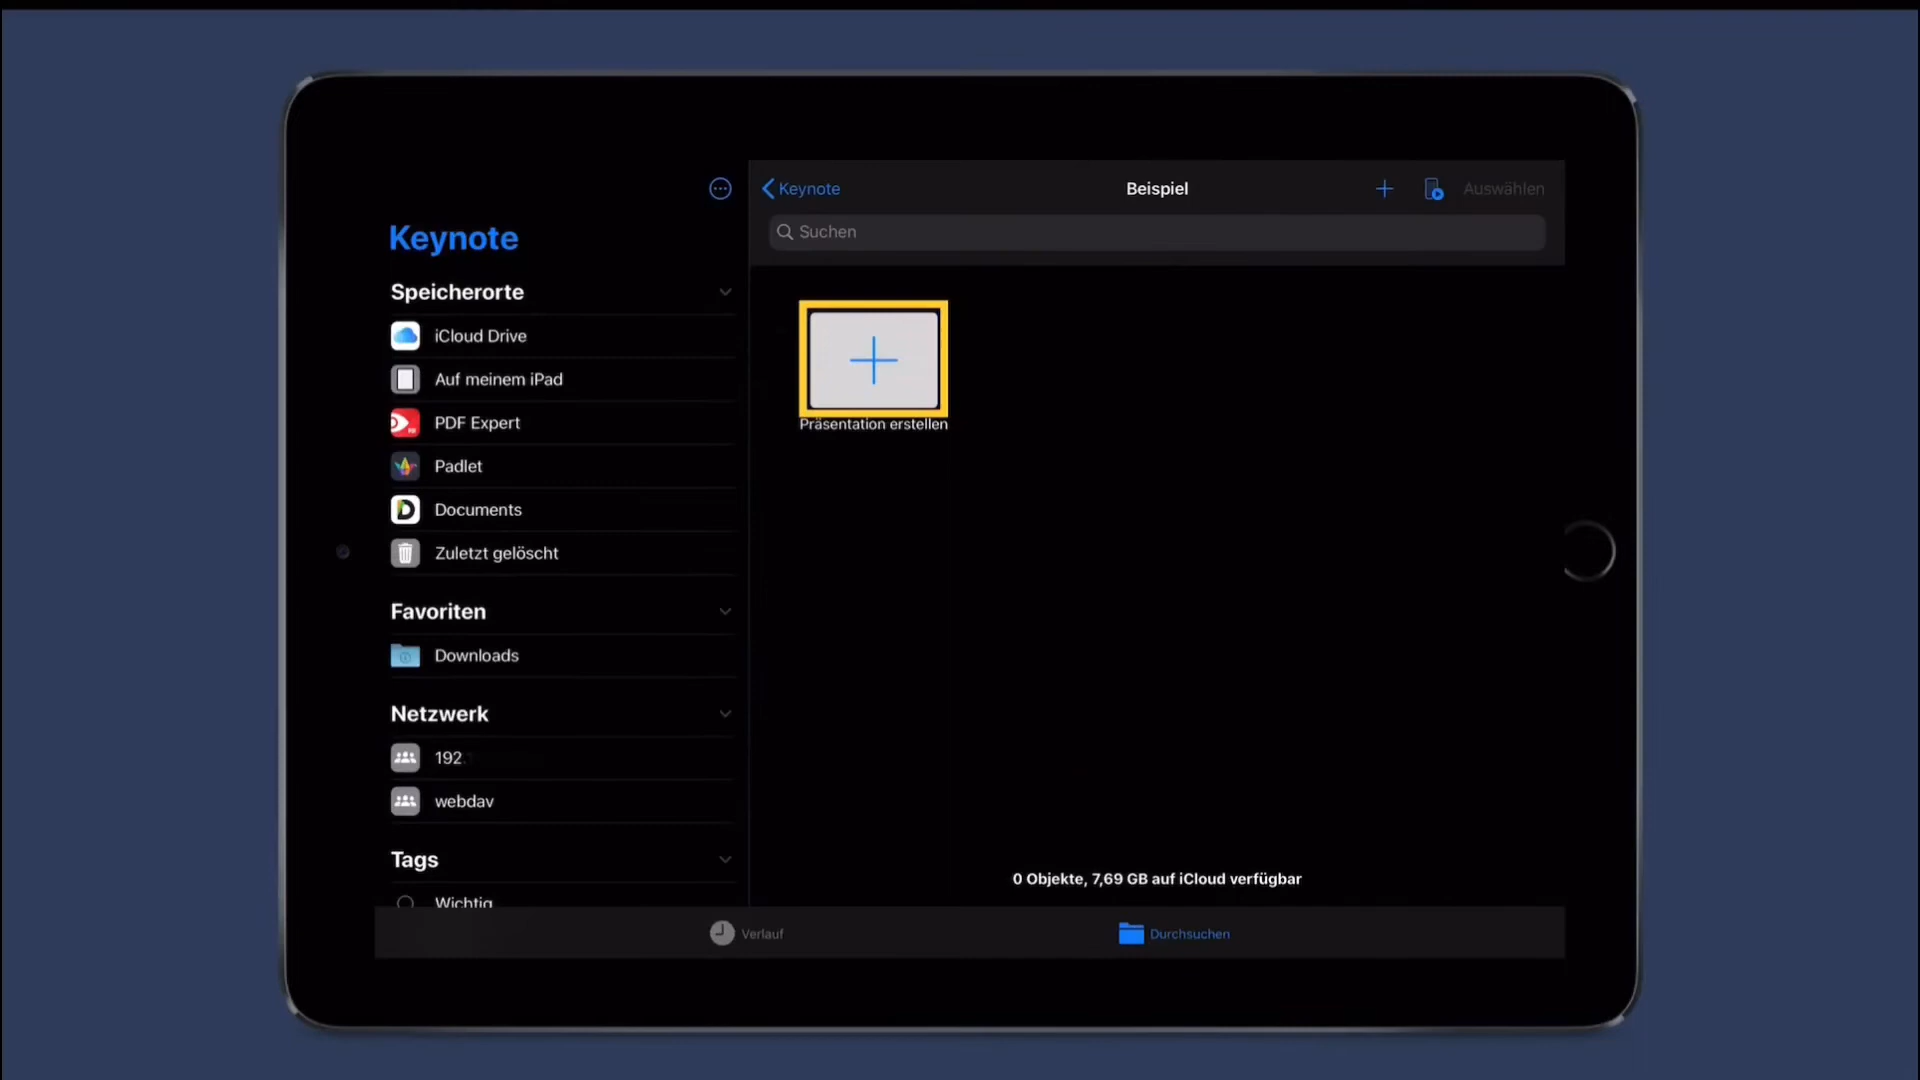 Keynote
Speicherorte
iCloud Drive
Auf meinem iPad
PDF Expert
Padlet
Documents
Zuletzt gelöscht
Favoriten
Downloads
Netzwerk
192.
webdav
Tags
Wichtig
Keynote
Beispiel
Auswählen
Suchen
Präsentation erstellen
0 Objekte, 7,69 GB auf iCloud verfügbar
Verlauf
Durchsuchen